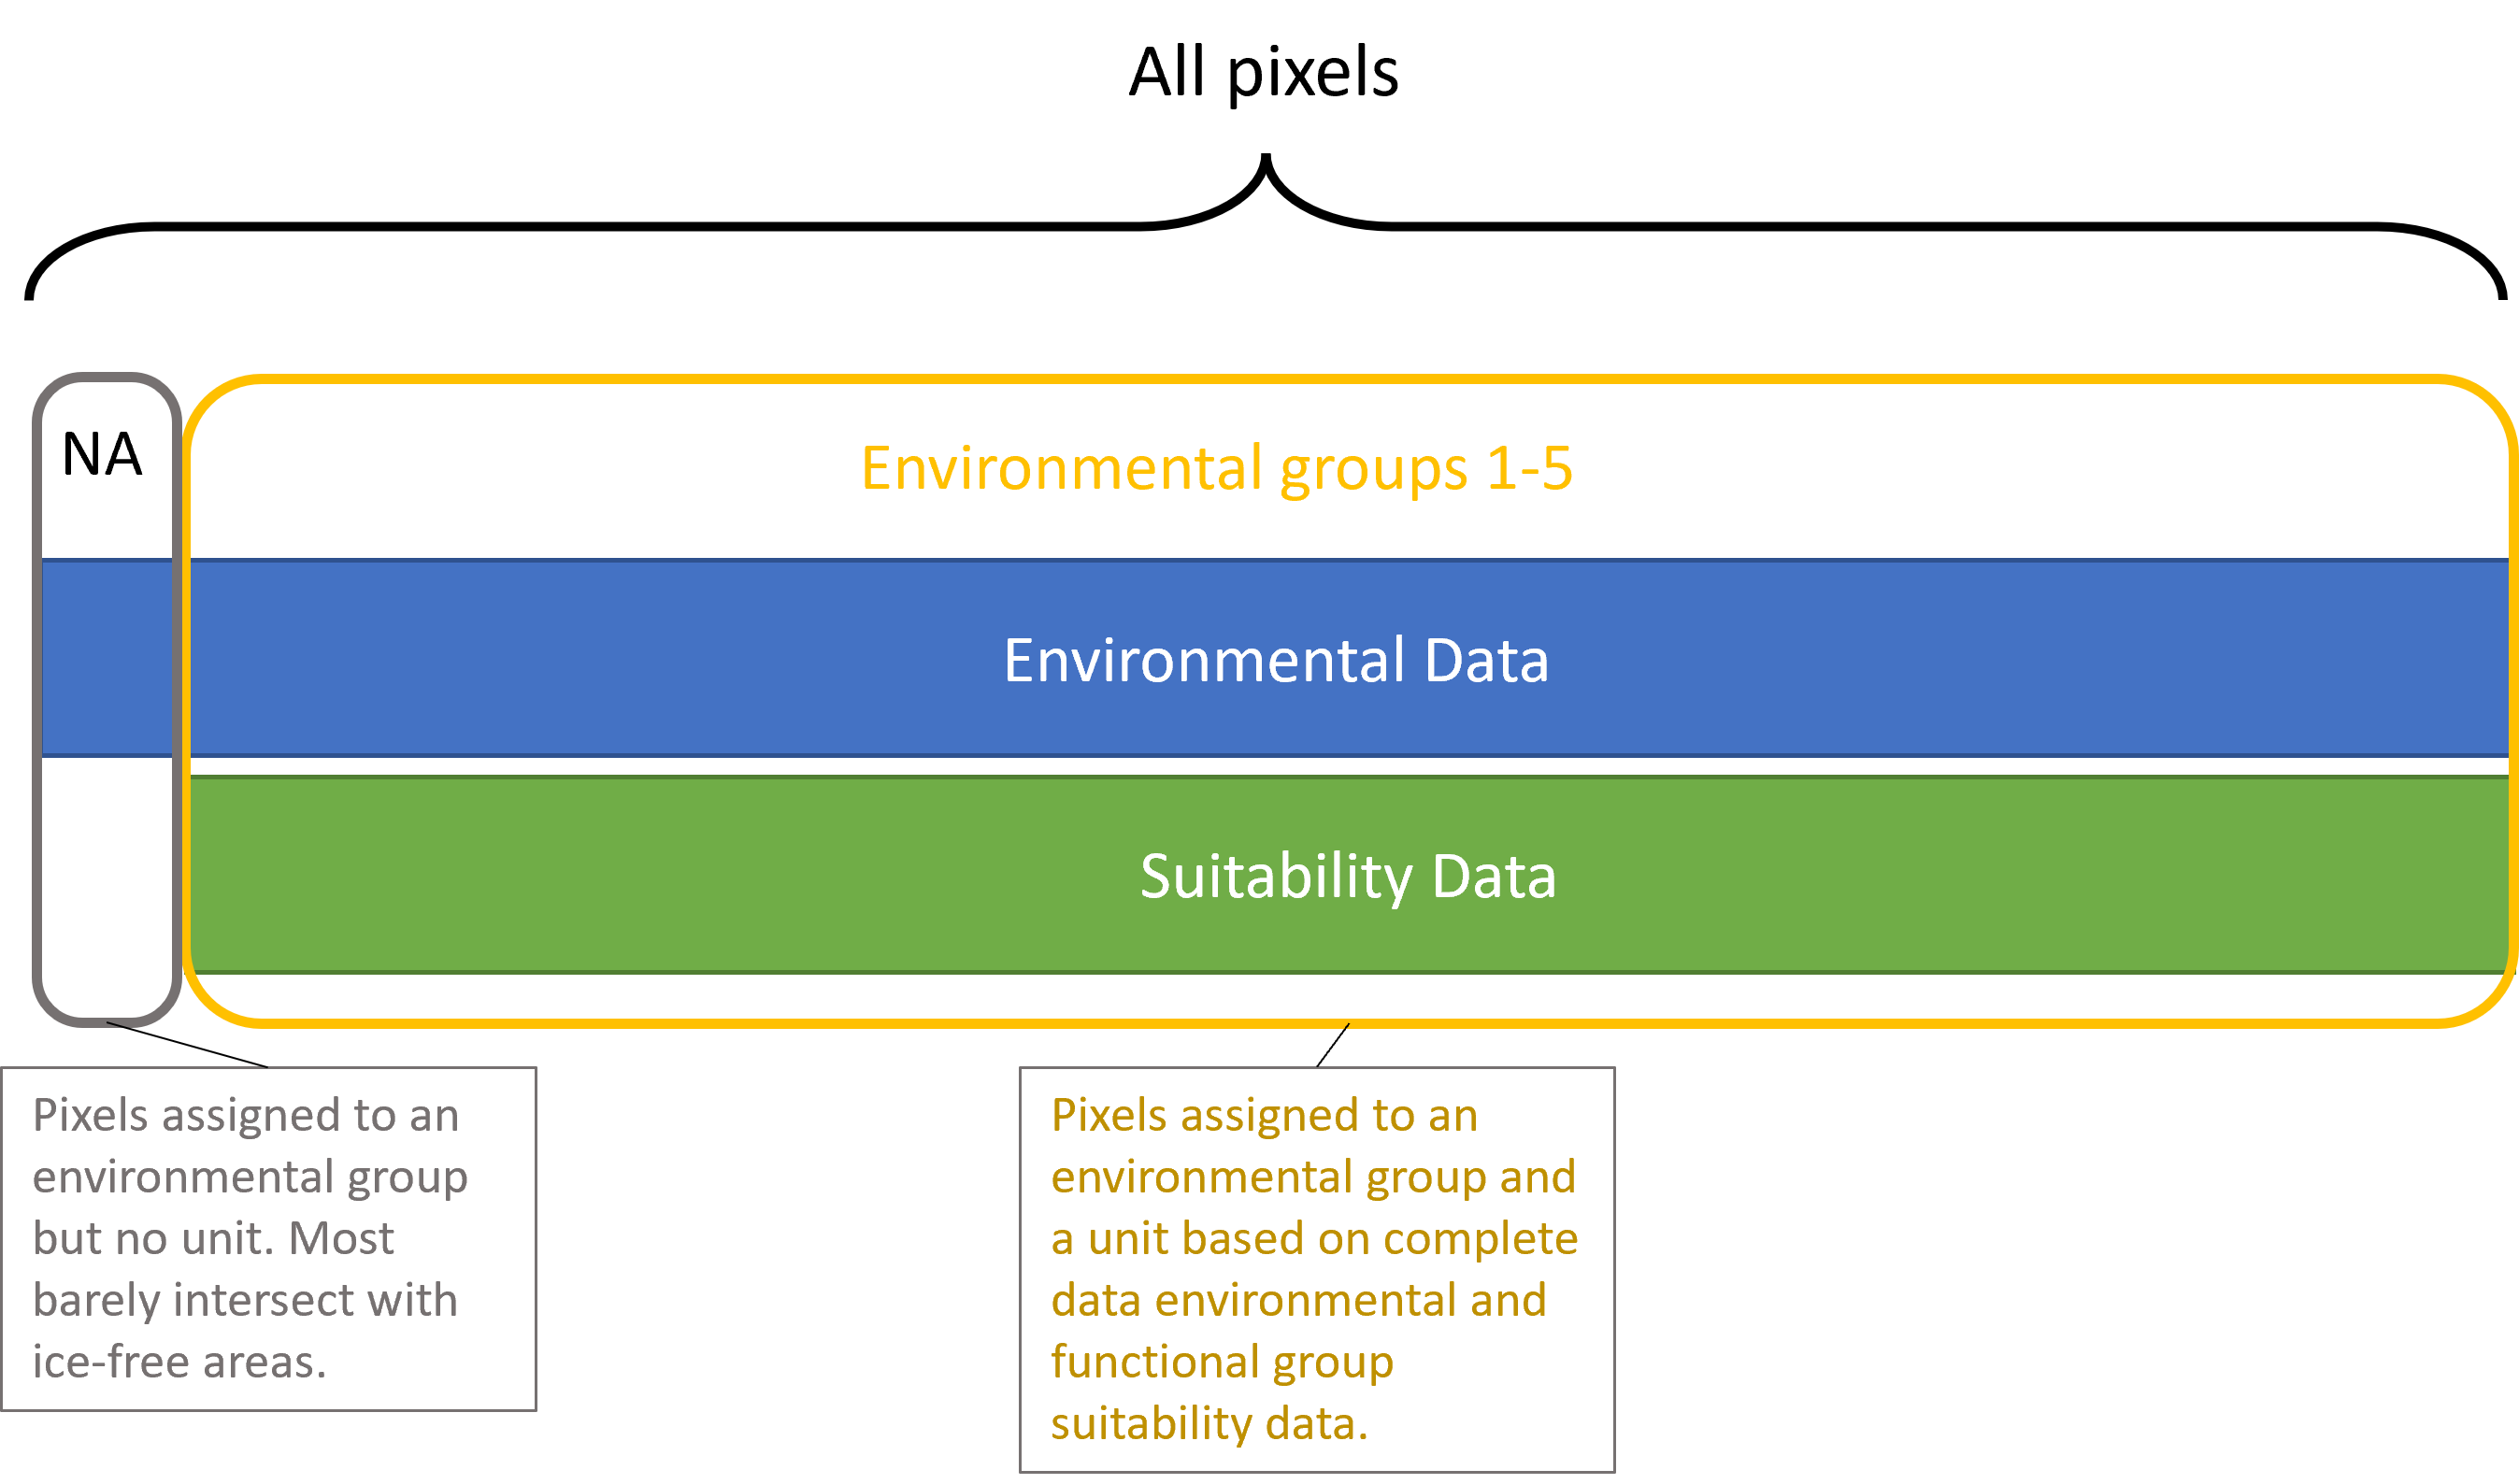 All pixels
NA
Environmental groups 1-5
Environmental Data
Suitability Data
Pixels assigned to an
environmental group
but no unit. Most
barely intersect with
ice-free areas.
Pixels assigned to an
environmental group and
a unit based on complete
data environmental and
functional group
suitability data.